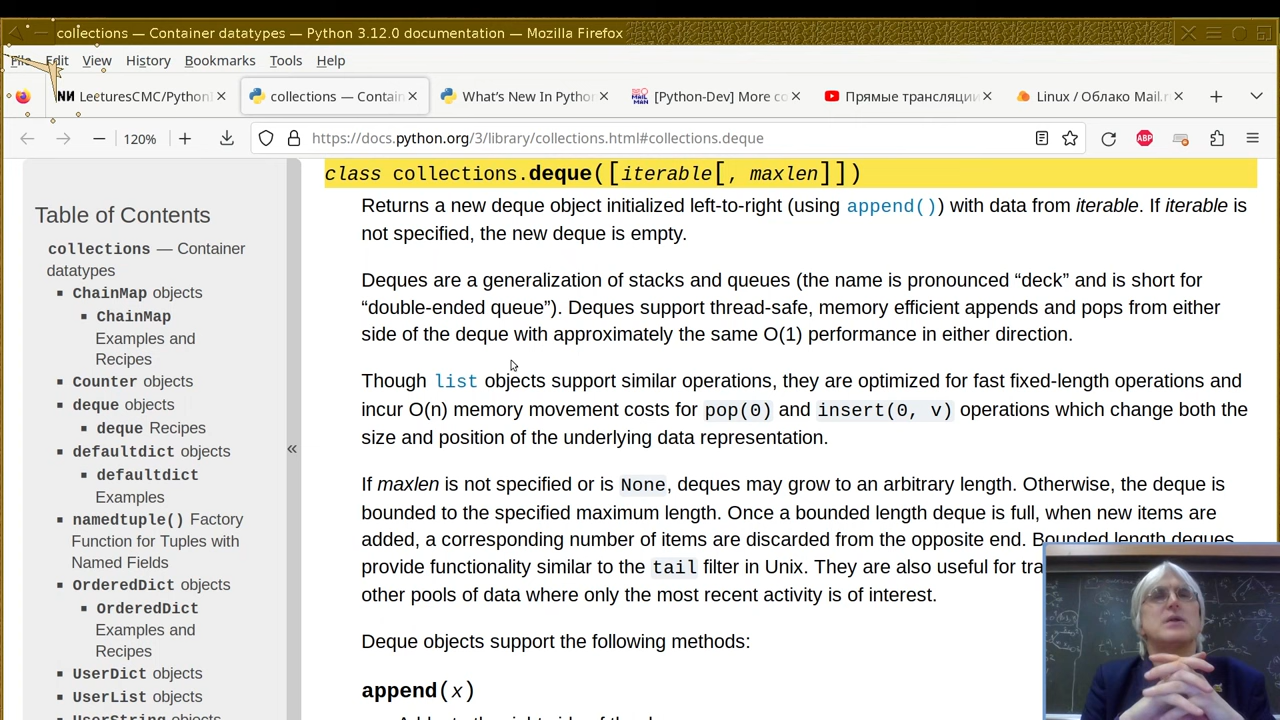 collections — Container datatypes — Python 3.12.0 documentation — Mozilla Firefox
File Edit View History Bookmarks Tools Help
LecturesCMC/Python collections — Contain What's New In Pytho [Python-Dev] More co Прямые трансляции Linux / Облако Mail.r
120% https://docs.python.org/3/library/collections.html#collections.deque ABP
Table of Contents
collections — Container
datatypes
ChainMap objects
ChainMap
Examples and
Recipes
Counter objects
deque objects
deque Recipes
defaultdict objects
defaultdict
Examples
namedtuple() Factory
Function for Tuples with
Named Fields
OrderedDict objects
OrderedDict
Examples and
Recipes
UserDict objects
UserList objects
UserString objects
«
class collections.deque([iterable[, maxlen]])
Returns a new deque object initialized left-to-right (using append()) with data from iterable. If iterable is
not specified, the new deque is empty.
Deques are a generalization of stacks and queues (the name is pronounced “deck” and is short for
“double-ended queue”). Deques support thread-safe, memory efficient appends and pops from either
side of the deque with approximately the same O(1) performance in either direction.
Though list objects support similar operations, they are optimized for fast fixed-length operations and
incur O(n) memory movement costs for pop(0) and insert(0, v) operations which change both the
size and position of the underlying data representation.
If maxlen is not specified or is None, deques may grow to an arbitrary length. Otherwise, the deque is
bounded to the specified maximum length. Once a bounded length deque is full, when new items are
added, a corresponding number of items are discarded from the opposite end. Bounded length deques
provide functionality similar to the tail filter in Unix. They are also useful for tra
other pools of data where only the most recent activity is of interest.
Deque objects support the following methods:
append(x)